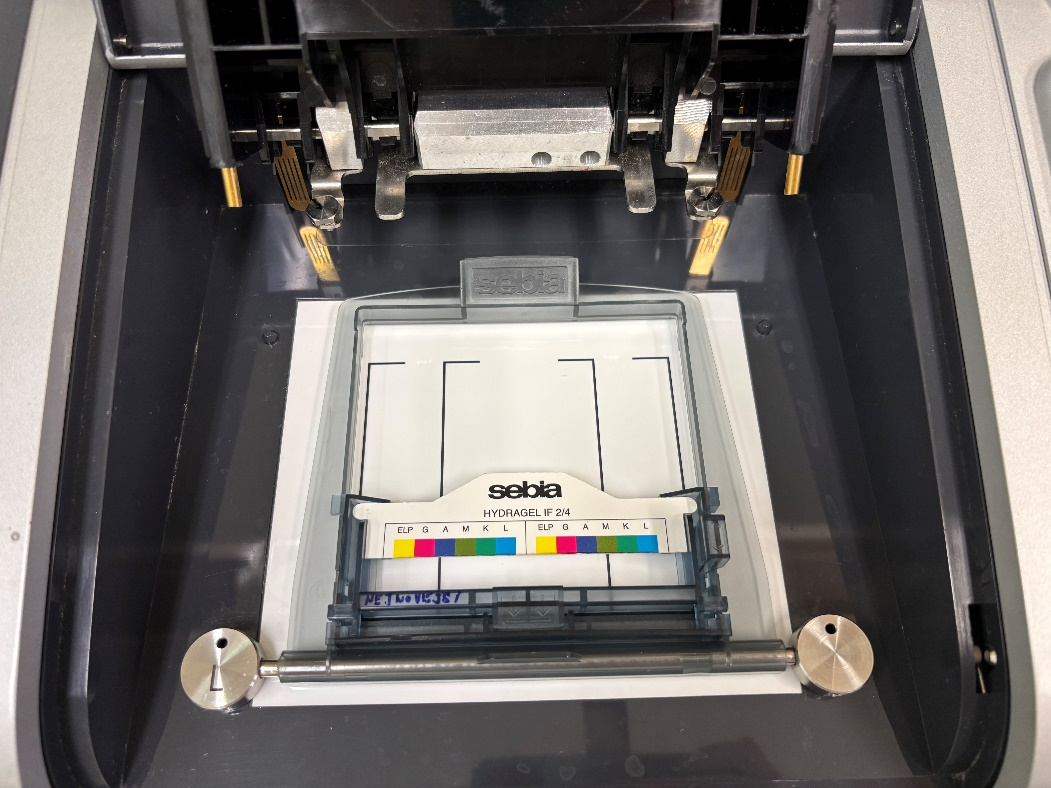 sebia
sebia
HYDRAGEL IF 2/4
ELP G A M K L ELP G A M K L